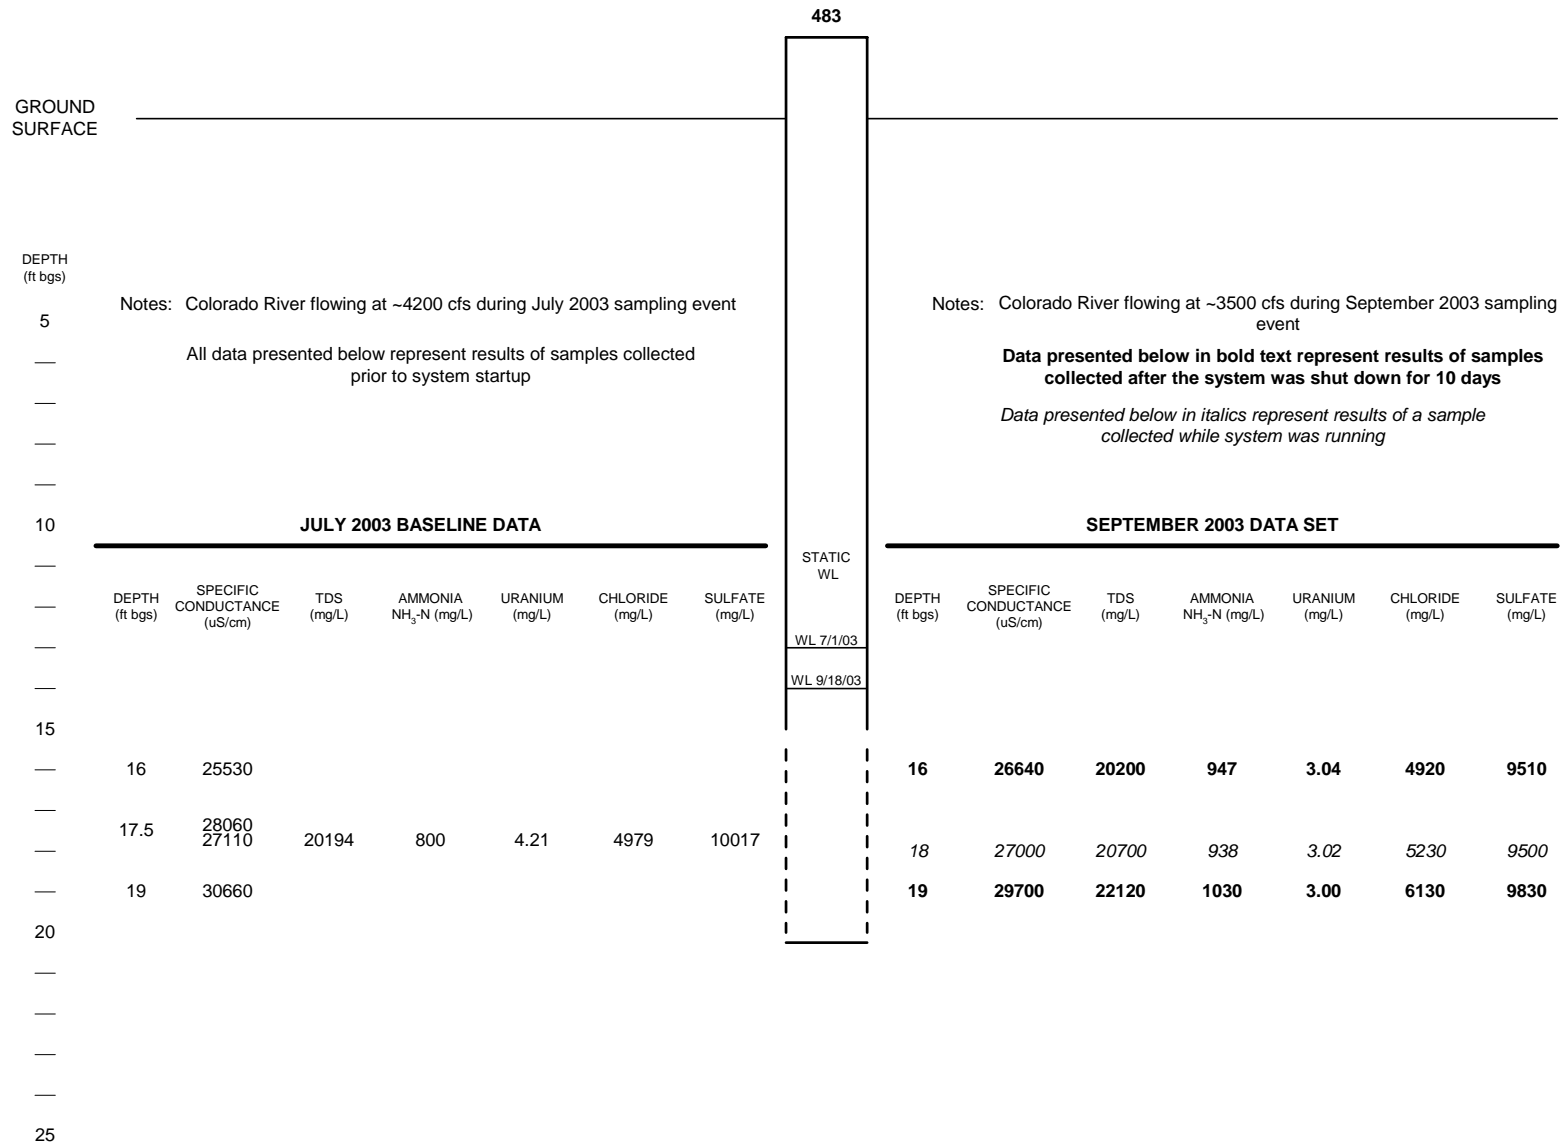 483
GROUND
SURFACE
DEPTH
(ft bgs)
Notes: Colorado River flowing at ~4200 cfs during July 2003 sampling event
All data presented below represent results of samples collected
prior to system startup
Notes: Colorado River flowing at ~3500 cfs during September 2003 sampling
event
Data presented below in bold text represent results of samples
collected after the system was shut down for 10 days
Data presented below in italics represent results of a sample
collected while system was running
5
10
JULY 2003 BASELINE DATA
DEPTH (ft bgs) SPECIFIC CONDUCTANCE (uS/cm) TDS (mg/L) AMMONIA NH3-N (mg/L) URANIUM (mg/L) CHLORIDE (mg/L) SULFATE (mg/L)
16 25530
17.5 28060
27110 20194 800 4.21 4979 10017
19 30660
STATIC
WL
WL 7/1/03
WL 9/18/03
SEPTEMBER 2003 DATA SET
DEPTH (ft bgs) SPECIFIC CONDUCTANCE (uS/cm) TDS (mg/L) AMMONIA NH3-N (mg/L) URANIUM (mg/L) CHLORIDE (mg/L) SULFATE (mg/L)
16 26640 20200 947 3.04 4920 9510
18 27000 20700 938 3.02 5230 9500
19 29700 22120 1030 3.00 6130 9830
15
20
25